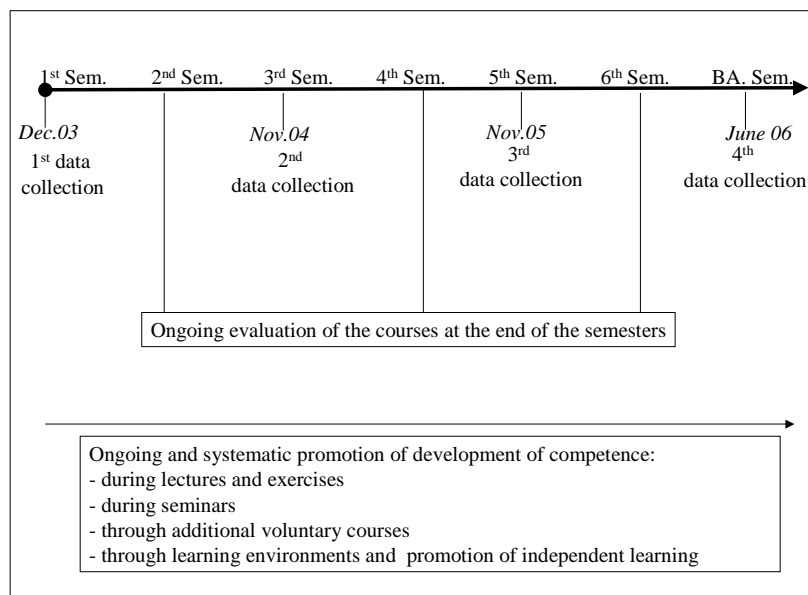 1st Sem. 2nd Sem. 3rd Sem. 4th Sem. 5th Sem. 6th Sem. BA. Sem.
Dec.03 Nov.04 Nov.05 June 06
1st data collection
2nd data collection
3rd data collection
4th data collection
Ongoing evaluation of the courses at the end of the semesters
Ongoing and systematic promotion of development of competence:
- during lectures and exercises
- during seminars
- through additional voluntary courses
- through learning environments and promotion of independent learning